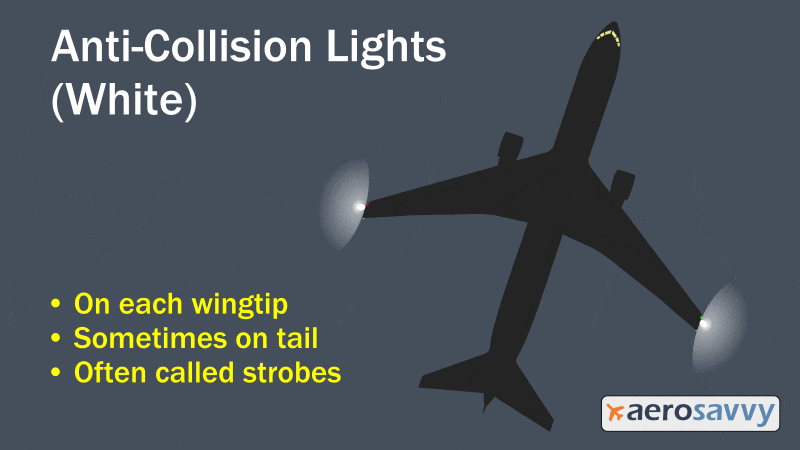 Anti-Collision Lights
(White)
• On each wingtip
• Sometimes on tail
• Often called strobes
aerosavvy